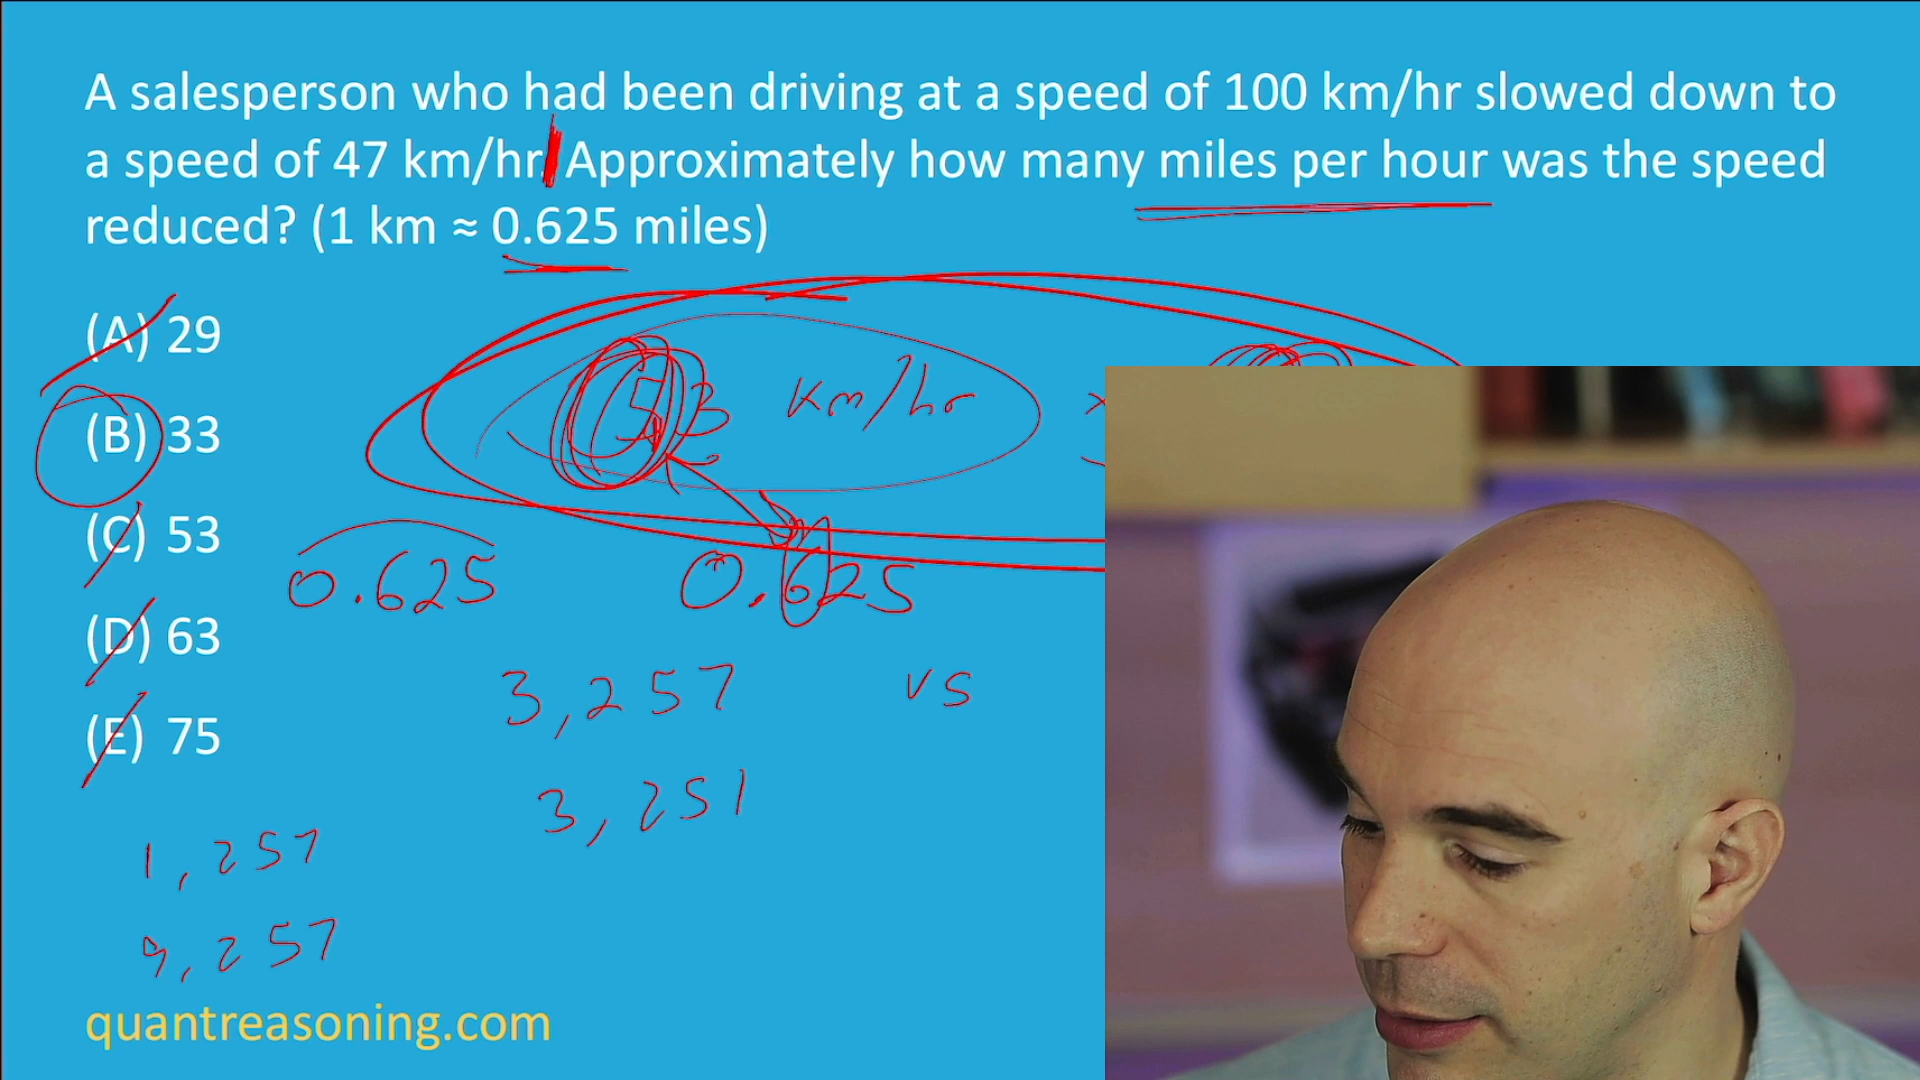 A salesperson who had been driving at a speed of 100 km/hr slowed down to
a speed of 47 km/hr. Approximately how many miles per hour was the speed
reduced? (1 km ≈ 0.625 miles)
(A) 29
(B) 33
(C) 53
(D) 63
(E) 75
53 km/hr ×
0.625
0.625
3,257 vs
3,251
1,257
9,257
quantreasoning.com